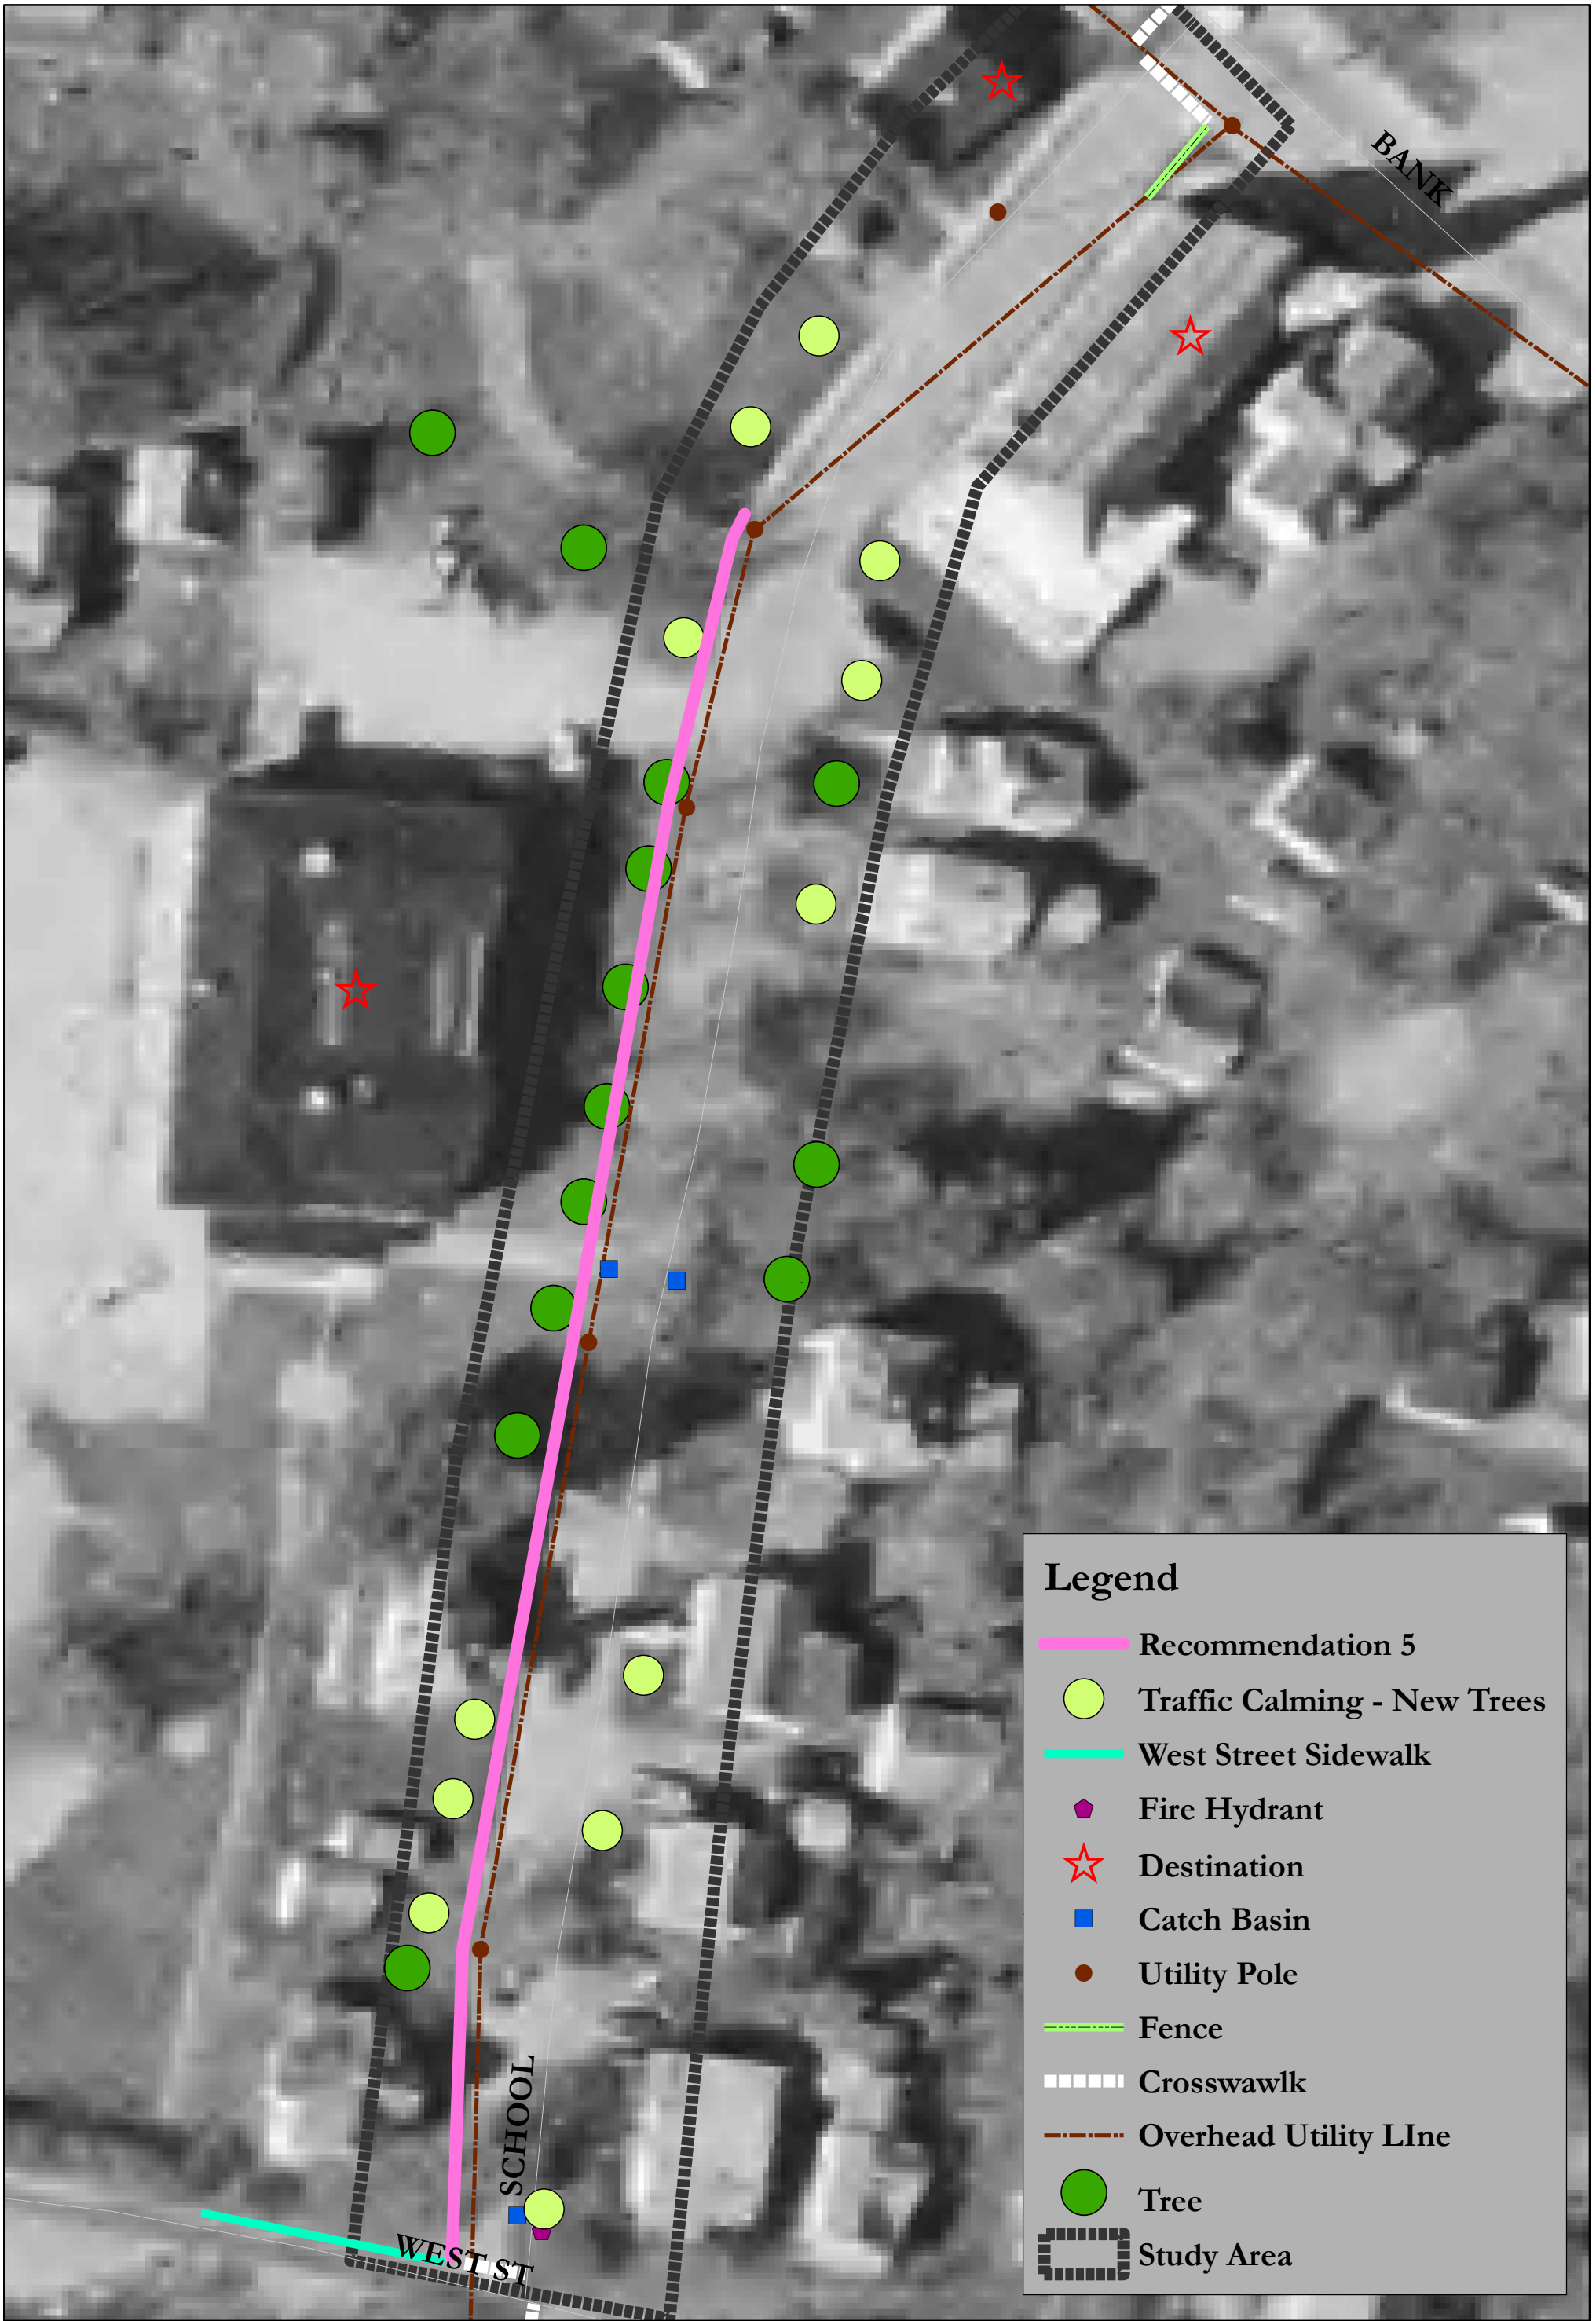 BANK
SCHOOL
WEST ST
Legend
Recommendation 5
Traffic Calming - New Trees
West Street Sidewalk
Fire Hydrant
Destination
Catch Basin
Utility Pole
Fence
Crosswawlk
Overhead Utility LIne
Tree
Study Area